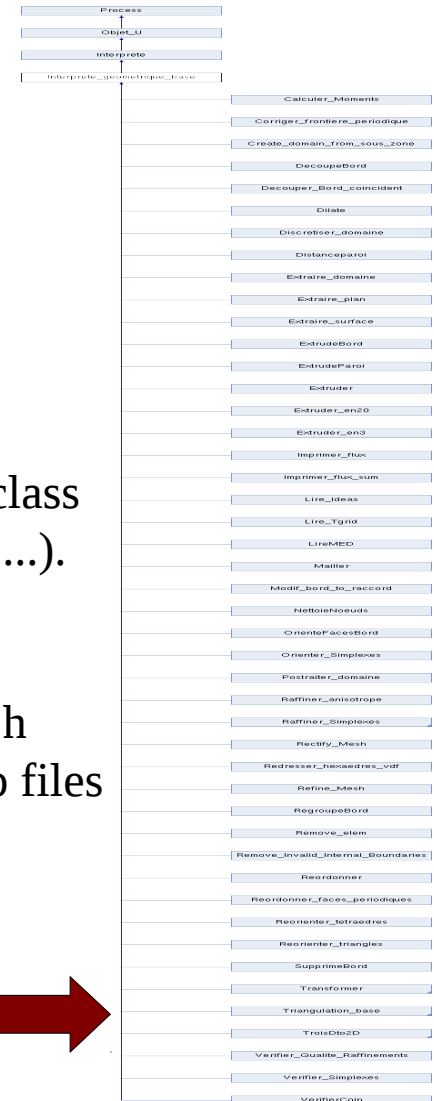 Process
Objet_U
Interprete
Interprete_geometrique_base
Calculer_Moments
Corriger_frontiere_periodique
Create_domain_from_sous_zone
DecoupeBord
Decouper_Bord_coincident
Dilate
Discretiser_domaine
Distanceparoi
Extraire_domaine
Extraire_plan
Extraire_surface
ExtrudeBord
ExtrudeParoi
Extruder
Extruder_en20
Extruder_en3
Imprimer_flux
Imprimer_flux_sum
class
Lire_Ideas
Lire_Tgrid
...).
LireMED
Mailler
Modif_bord_to_raccord
NettoieNoeuds
OrienteFacesBord
Orienter_Simplexes
Postraiter_domaine
Raffiner_anisotrope
h
Raffiner_Simplexes
Rectify_Mesh
Redresser_hexaedres_vdf
files
Refine_Mesh
RegroupeBord
Remove_elem
Remove_Invalid_Internal_Boundaries
Reordonner
Reordonner_faces_periodiques
Reorienter_tetraedres
Reorienter_triangles
SupprimeBord
Transformer
Triangulation_base
TroisDto2D
Verifier_Qualite_Raffinements
Verifier_Simplexes
VerifierCoin